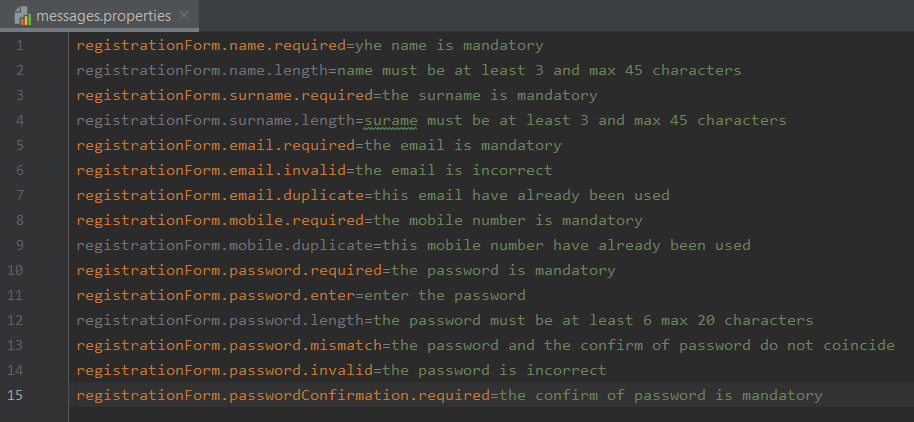 messages.properties
1 registrationForm.name.required=yhe name is mandatory
2 registrationForm.name.length=name must be at least 3 and max 45 characters
3 registrationForm.surname.required=the surname is mandatory
4 registrationForm.surname.length=surame must be at least 3 and max 45 characters
5 registrationForm.email.required=the email is mandatory
6 registrationForm.email.invalid=the email is incorrect
7 registrationForm.email.duplicate=this email have already been used
8 registrationForm.mobile.required=the mobile number is mandatory
9 registrationForm.mobile.duplicate=this mobile number have already been used
10 registrationForm.password.required=the password is mandatory
11 registrationForm.password.enter=enter the password
12 registrationForm.password.length=the password must be at least 6 max 20 characters
13 registrationForm.password.mismatch=the password and the confirm of password do not coincide
14 registrationForm.password.invalid=the password is incorrect
15 registrationForm.passwordConfirmation.required=the confirm of password is mandatory